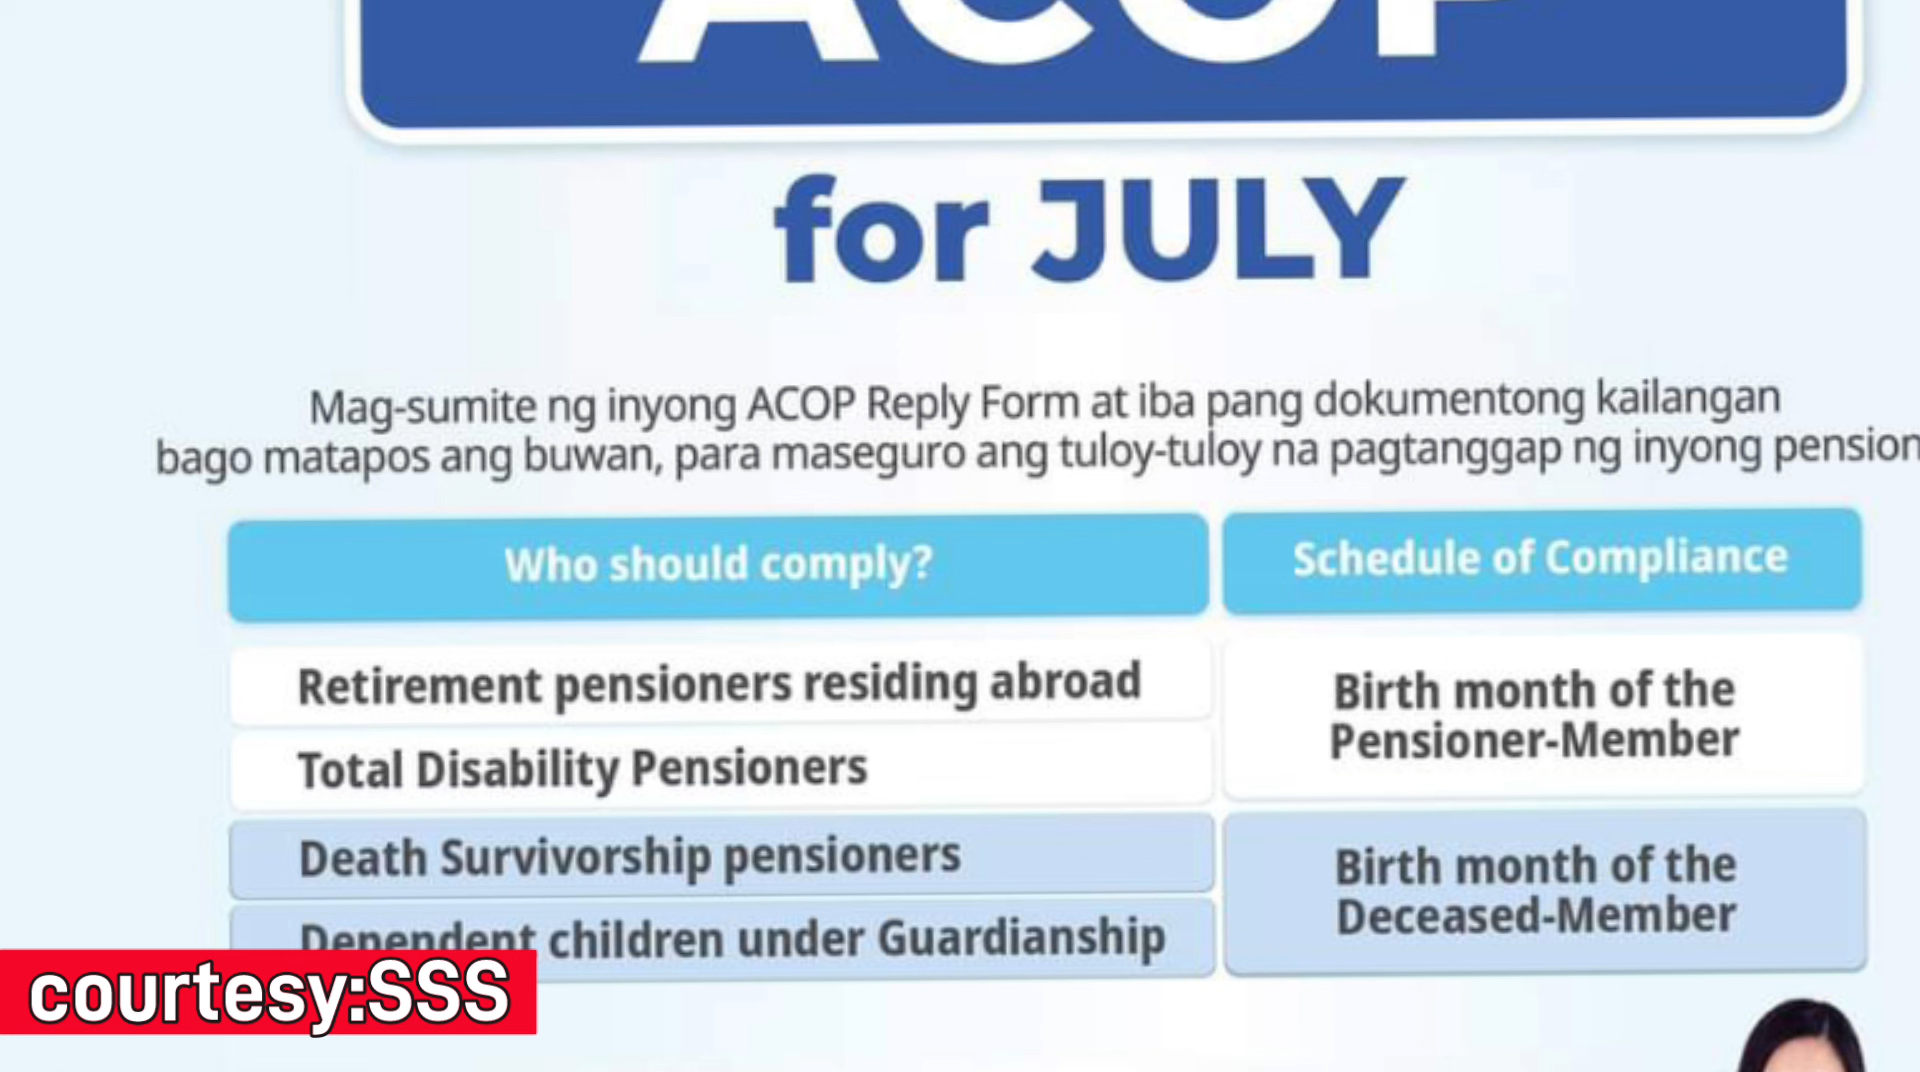 ACOP
for JULY
Mag-sumite ng inyong ACOP Reply Form at iba pang dokumentong kailangan
bago matapos ang buwan, para maseguro ang tuloy-tuloy na pagtanggap ng inyong pension
Who should comply?
Schedule of Compliance
Retirement pensioners residing abroad
Birth month of the
Pensioner-Member
Total Disability Pensioners
Death Survivorship pensioners
Birth month of the
Deceased-Member
Dependent children under Guardianship
courtesy:SSS